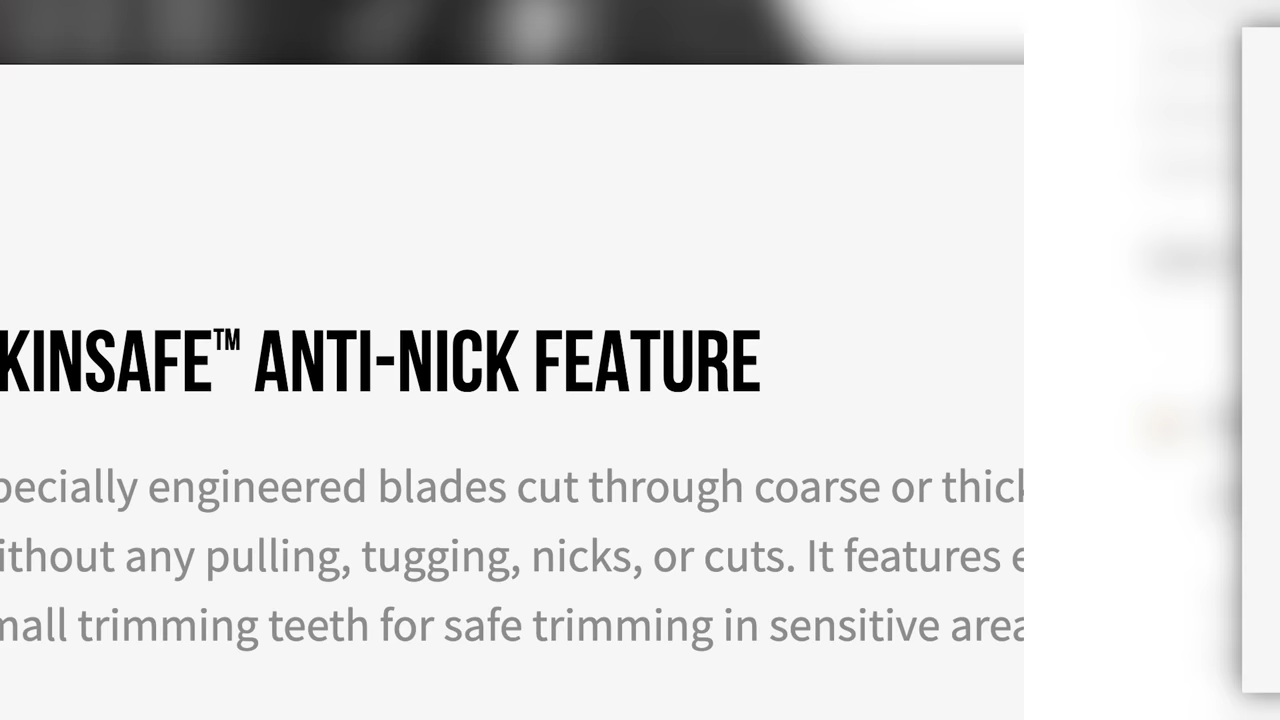 KINSAFE™ ANTI-NICK FEATURE
pecially engineered blades cut through coarse or thick
ithout any pulling, tugging, nicks, or cuts. It features e
mall trimming teeth for safe trimming in sensitive area